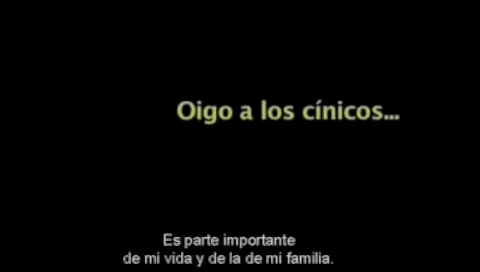 Oigo a los cínicos...
Es parte importante
de mi vida y de la de mi familia.